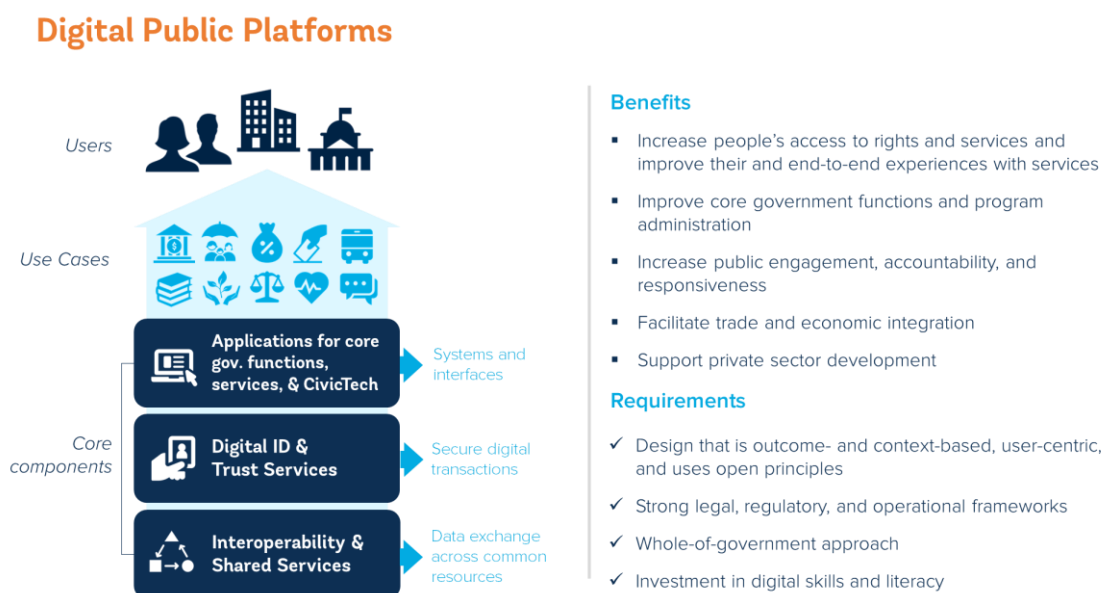 Digital Public Platforms
Users
Use Cases
Core
components
Applications for core
gov. functions,
services, & CivicTech
Systems and
interfaces
Digital ID &
Trust Services
Secure digital
transactions
Interoperability &
Shared Services
Data exchange
across common
resources
Benefits
▪ Increase people's access to rights and services and
improve their and end-to-end experiences with services
▪ Improve core government functions and program
administration
▪ Increase public engagement, accountability, and
responsiveness
▪ Facilitate trade and economic integration
▪ Support private sector development
Requirements
✓ Design that is outcome- and context-based, user-centric,
and uses open principles
✓ Strong legal, regulatory, and operational frameworks
✓ Whole-of-government approach
✓ Investment in digital skills and literacy